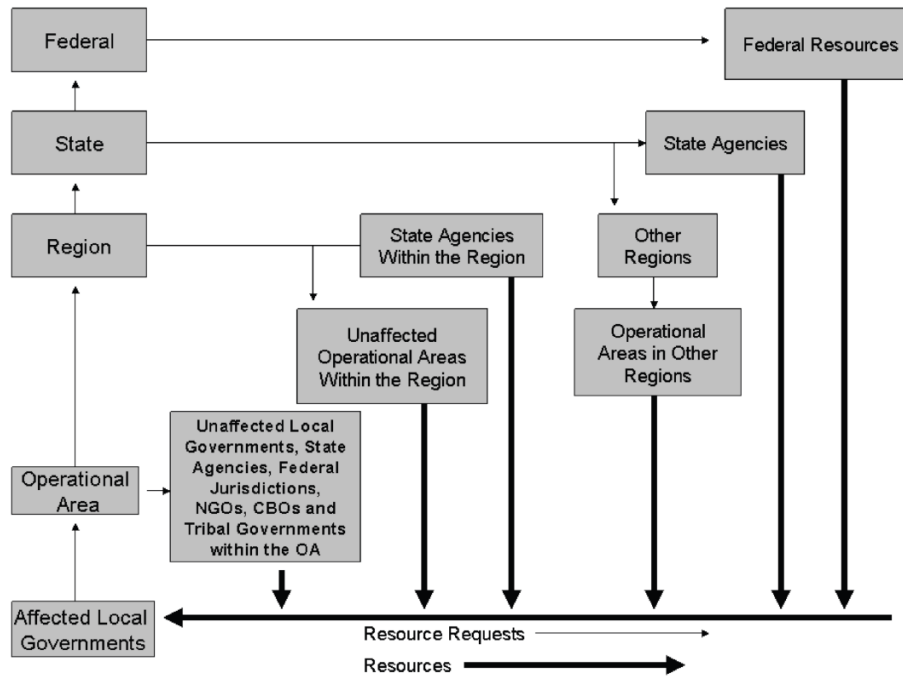 Federal
Federal Resources
State
State Agencies
Region
State Agencies
Within the Region
Other
Regions
Unaffected
Operational Areas
Within the Region
Operational
Areas in Other
Regions
Unaffected Local
Governments, State
Agencies, Federal
Jurisdictions,
NGOs, CBOs and
Tribal Governments
within the OA
Operational
Area
Affected Local
Governments
Resource Requests
Resources